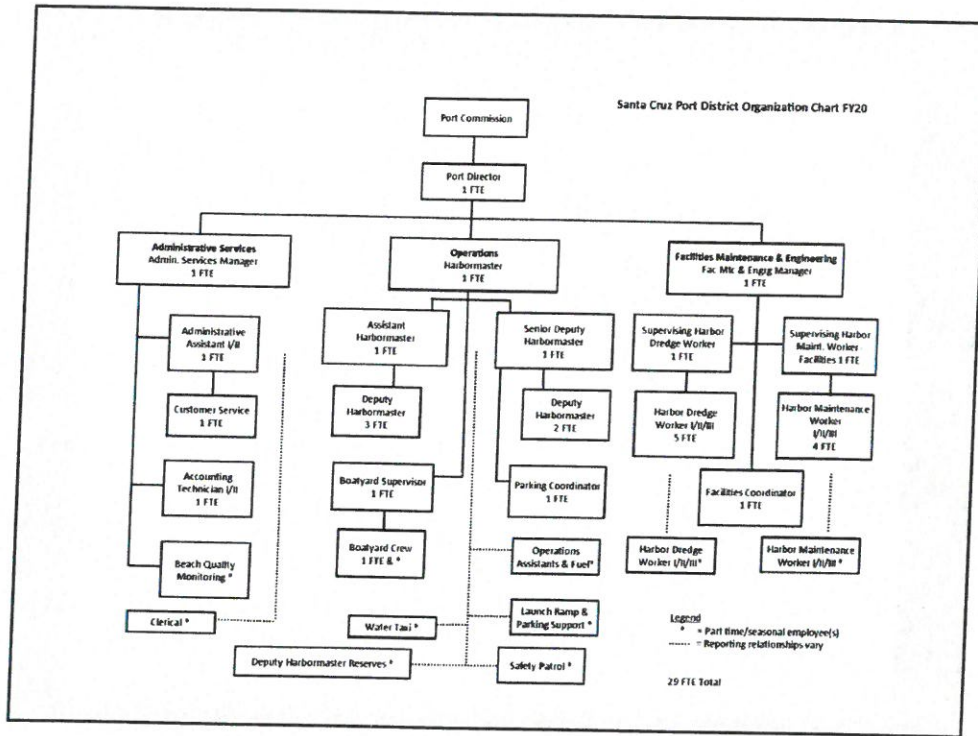 Santa Cruz Port District Organization Chart FY20
Port Commission
Port Director
1 FTE
Administrative Services
Admin. Services Manager
1 FTE
Operations
Harbormaster
1 FTE
Facilities Maintenance & Engineering
Fac Mtc & Engrg Manager
1 FTE
Administrative
Assistant I/II
1 FTE
Customer Service
1 FTE
Accounting
Technician I/II
1 FTE
Beach Quality
Monitoring *
Clerical *
Assistant
Harbormaster
1 FTE
Deputy
Harbormaster
3 FTE
Boatyard Supervisor
1 FTE
Boatyard Crew
1 FTE & *
Water Taxi *
Deputy Harbormaster Reserves *
Senior Deputy
Harbormaster
1 FTE
Deputy
Harbormaster
2 FTE
Parking Coordinator
1 FTE
Operations
Assistants & Fuel*
Launch Ramp &
Parking Support *
Safety Patrol *
Supervising Harbor
Dredge Worker
1 FTE
Harbor Dredge
Worker I/II/III
5 FTE
Supervising Harbor
Maint. Worker
Facilities 1 FTE
Harbor Maintenance
Worker
I/II/III
4 FTE
Facilities Coordinator
1 FTE
Harbor Dredge
Worker I/II/III*
Harbor Maintenance
Worker I/II/III*
Legend
* = Part time/seasonal employee(s)
........ = Reporting relationships vary
29 FTE Total